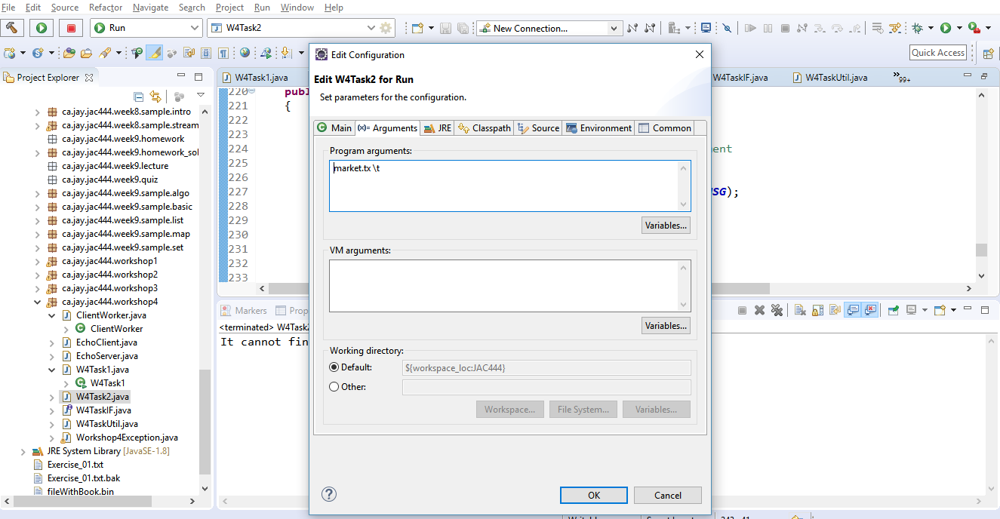 File Edit Source Refactor Navigate Search Project Run Window Help
Run W4Task2 New Connection...
Quick Access
Project Explorer
ca.jay.jac444.week8.sample.intro
ca.jay.jac444.week8.sample.stream
ca.jay.jac444.week9.homework
ca.jay.jac444.week9.homework_sol
ca.jay.jac444.week9.lecture
ca.jay.jac444.week9.quiz
ca.jay.jac444.week9.sample.algo
ca.jay.jac444.week9.sample.basic
ca.jay.jac444.week9.sample.list
ca.jay.jac444.week9.sample.map
ca.jay.jac444.week9.sample.set
ca.jay.jac444.workshop1
ca.jay.jac444.workshop2
ca.jay.jac444.workshop3
ca.jay.jac444.workshop4
ClientWorker.java
ClientWorker
EchoClient.java
EchoServer.java
W4Task1.java
W4Task1
W4Task2.java
W4TaskIF.java
W4TaskUtil.java
Workshop4Exception.java
JRE System Library [JavaSE-1.8]
Exercise_01.txt
Exercise_01.txt.bak
fileWithBook.bin
W4Task1.java W4TaskIF.java W4TaskUtil.java 99+
220 publ
221 {
222
223
224 ent
225
226
227 SG);
228
229
230
231
232
233
Markers Prop
<terminated> W4Task2
It cannot fin
Edit Configuration
Edit W4Task2 for Run
Set parameters for the configuration.
Main (x)= Arguments JRE Classpath Source Environment Common
Program arguments:
market.tx \t
Variables...
VM arguments:
Variables...
Working directory:
Default: ${workspace_loc:JAC444}
Other:
Workspace... File System... Variables...
OK Cancel